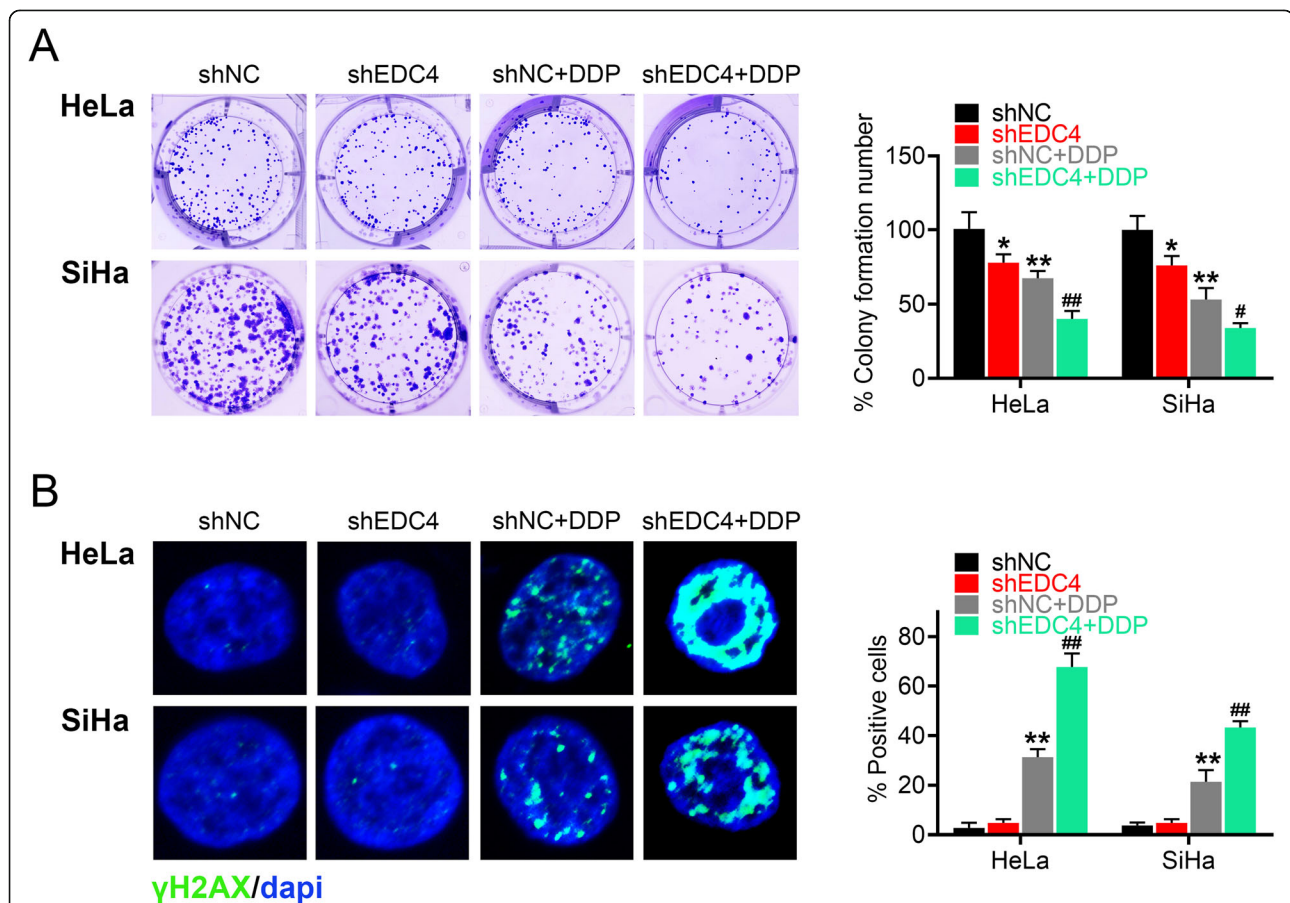 A
shNC shEDC4 shNC+DDP shEDC4+DDP
HeLa
SiHa
shNC
shEDC4
shNC+DDP
shEDC4+DDP
% Colony formation number
150
100
50
0
* ** ##
* ** #
HeLa SiHa
B
shNC shEDC4 shNC+DDP shEDC4+DDP
HeLa
SiHa
γH2AX/dapi
shNC
shEDC4
shNC+DDP
shEDC4+DDP
% Positive cells
80
60
40
20
0
** ##
** ##
HeLa SiHa